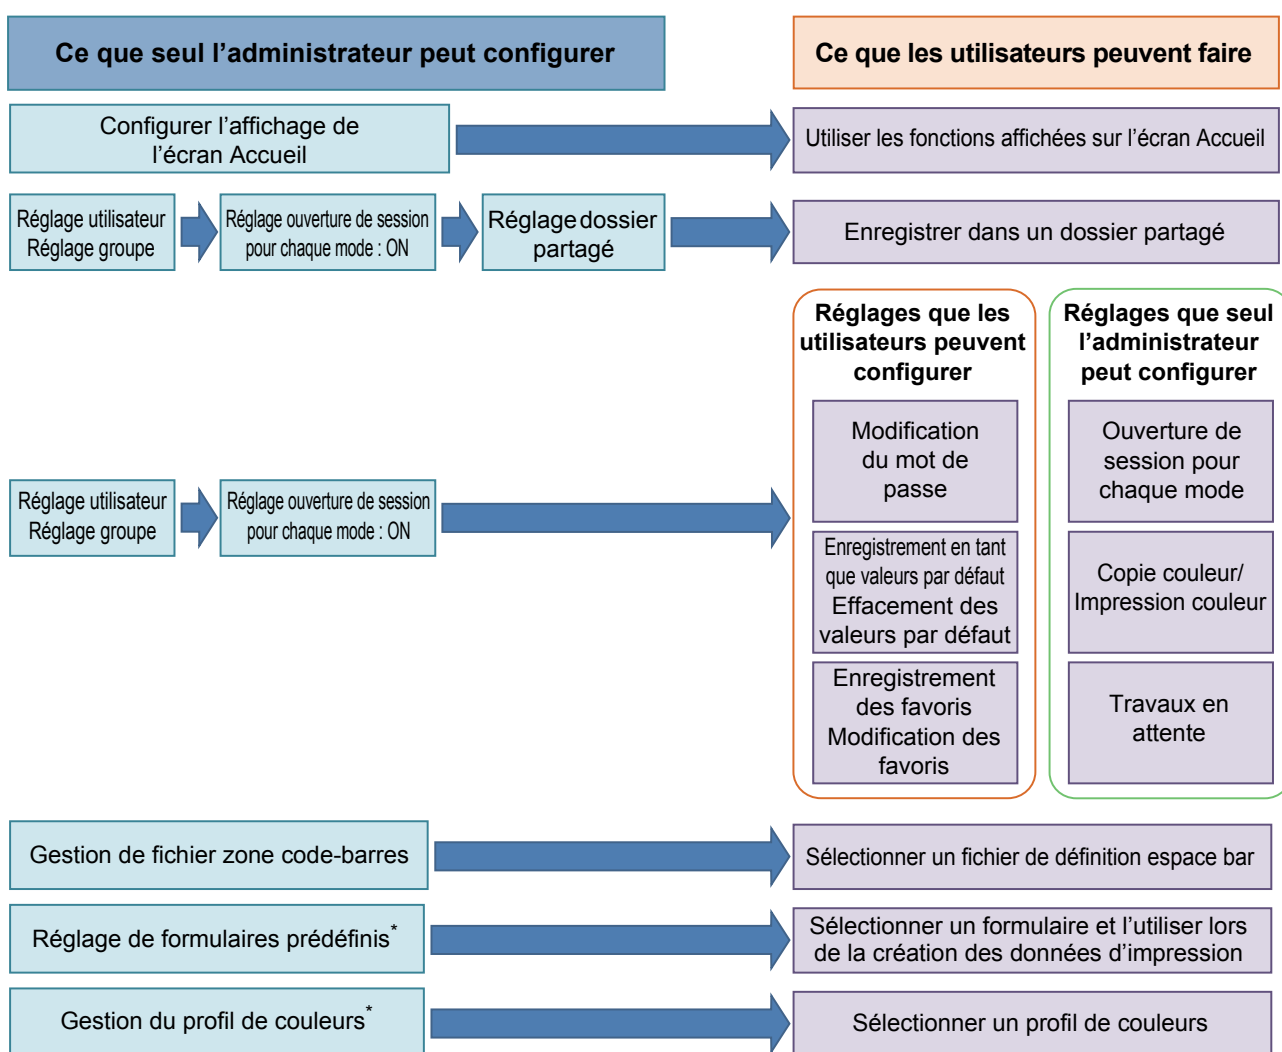 Ce que seul l’administrateur peut configurer
Ce que les utilisateurs peuvent faire
Configurer l’affichage de
l’écran Accueil
Utiliser les fonctions affichées sur l’écran Accueil
Réglage utilisateur
Réglage groupe
Réglage ouverture de session
pour chaque mode : ON
Réglage dossier
partagé
Enregistrer dans un dossier partagé
Réglages que les
utilisateurs peuvent
configurer
Réglages que seul
l’administrateur
peut configurer
Réglage utilisateur
Réglage groupe
Réglage ouverture de session
pour chaque mode : ON
Modification
du mot de
passe
Ouverture de
session pour
chaque mode
Enregistrement en tant
que valeurs par défaut
Effacement des
valeurs par défaut
Copie couleur/
Impression couleur
Enregistrement
des favoris
Modification des
favoris
Travaux en
attente
Gestion de fichier zone code-barres
Sélectionner un fichier de définition espace bar
Réglage de formulaires prédéfinis*
Sélectionner un formulaire et l’utiliser lors
de la création des données d’impression
Gestion du profil de couleurs*
Sélectionner un profil de couleurs